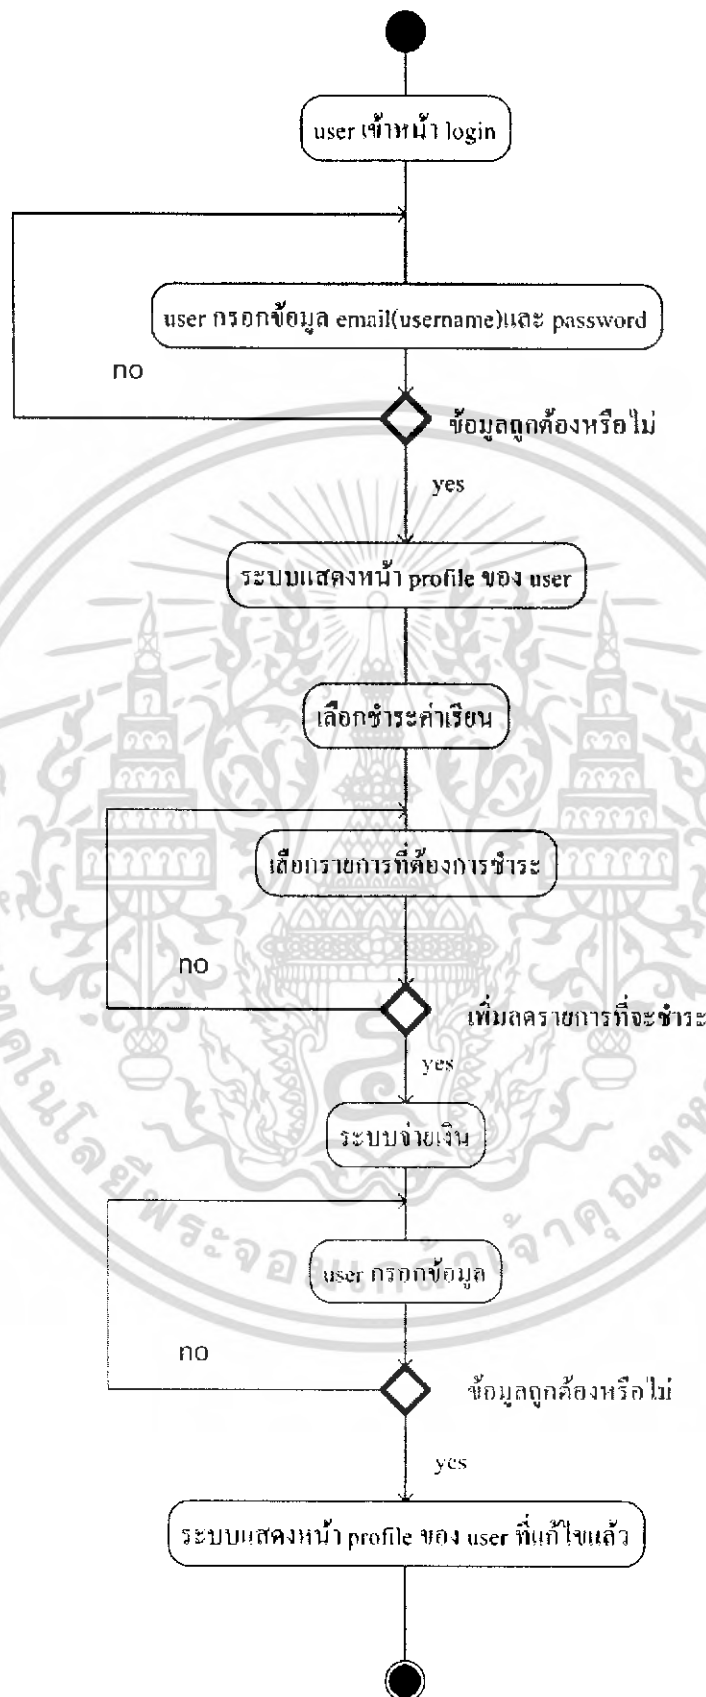 user เข้าหน้า login
user กรอกข้อมูล email(username)และ password
no
ข้อมูลถูกต้องหรือไม่
yes
ระบบแสดงหน้า profile ของ user
เลือกชำระค่าเรียน
เลือกรายการที่ต้องการชำระ
no
เพิ่มลดรายการที่จะชำระ
yes
ระบบจ่ายเงิน
user กรอกข้อมูล
no
ข้อมูลถูกต้องหรือไม่
yes
ระบบแสดงหน้า profile ของ user ที่แก้ไขแล้ว